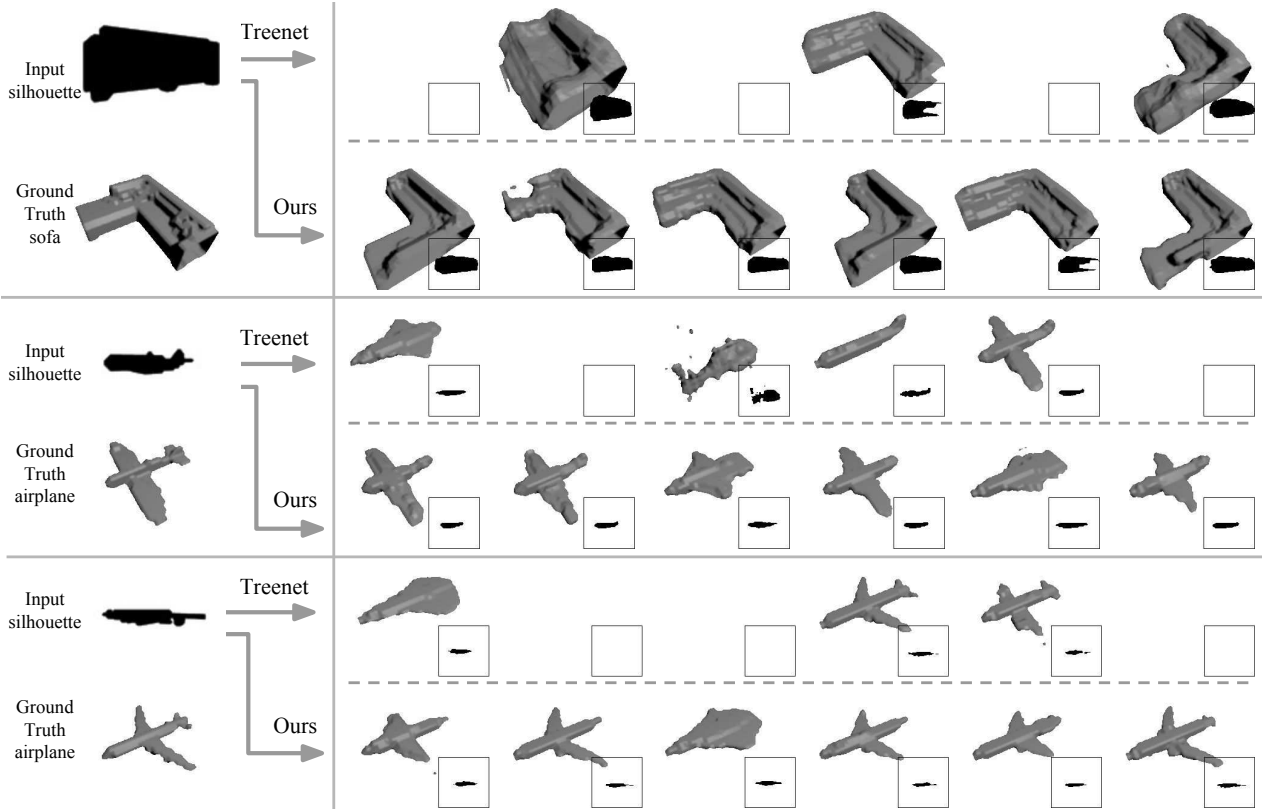 Treenet
Input
silhouette
Ground
Truth
sofa
Ours
Treenet
Input
silhouette
Ground
Truth
airplane
Ours
Treenet
Input
silhouette
Ground
Truth
airplane
Ours